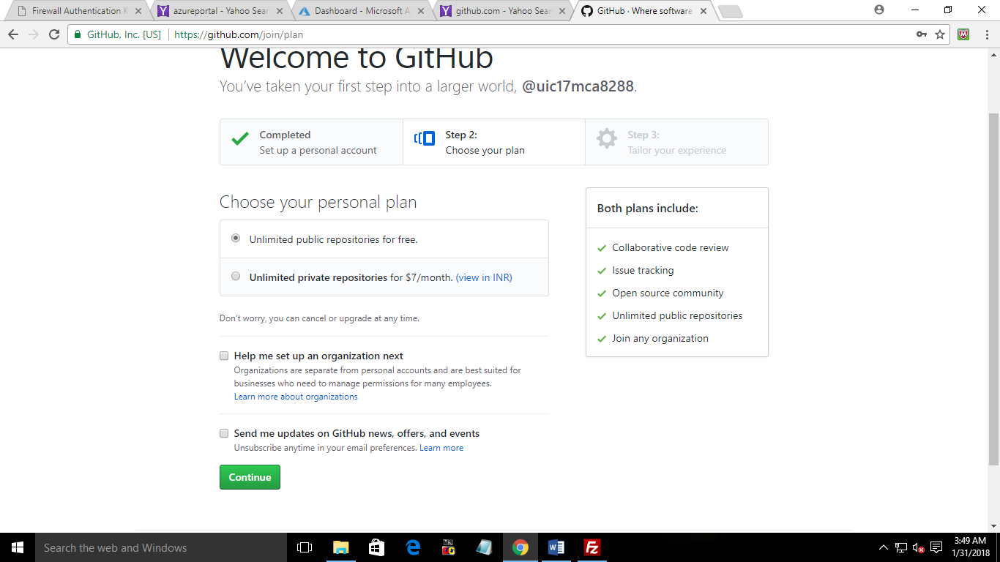 Firewall Authentication K
azureportal - Yahoo Sear
Dashboard - Microsoft A
github.com - Yahoo Sear
GitHub · Where software
GitHub, Inc. [US] https://github.com/join/plan
Welcome to GitHub
You've taken your first step into a larger world, @uic17mca8288.
Completed
Set up a personal account
Step 2:
Choose your plan
Step 3:
Tailor your experience
Choose your personal plan
Unlimited public repositories for free.
Unlimited private repositories for $7/month. (view in INR)
Don't worry, you can cancel or upgrade at any time.
Help me set up an organization next
Organizations are separate from personal accounts and are best suited for
businesses who need to manage permissions for many employees.
Learn more about organizations
Send me updates on GitHub news, offers, and events
Unsubscribe anytime in your email preferences. Learn more
Continue
Both plans include:
Collaborative code review
Issue tracking
Open source community
Unlimited public repositories
Join any organization
Search the web and Windows
3:49 AM
1/31/2018